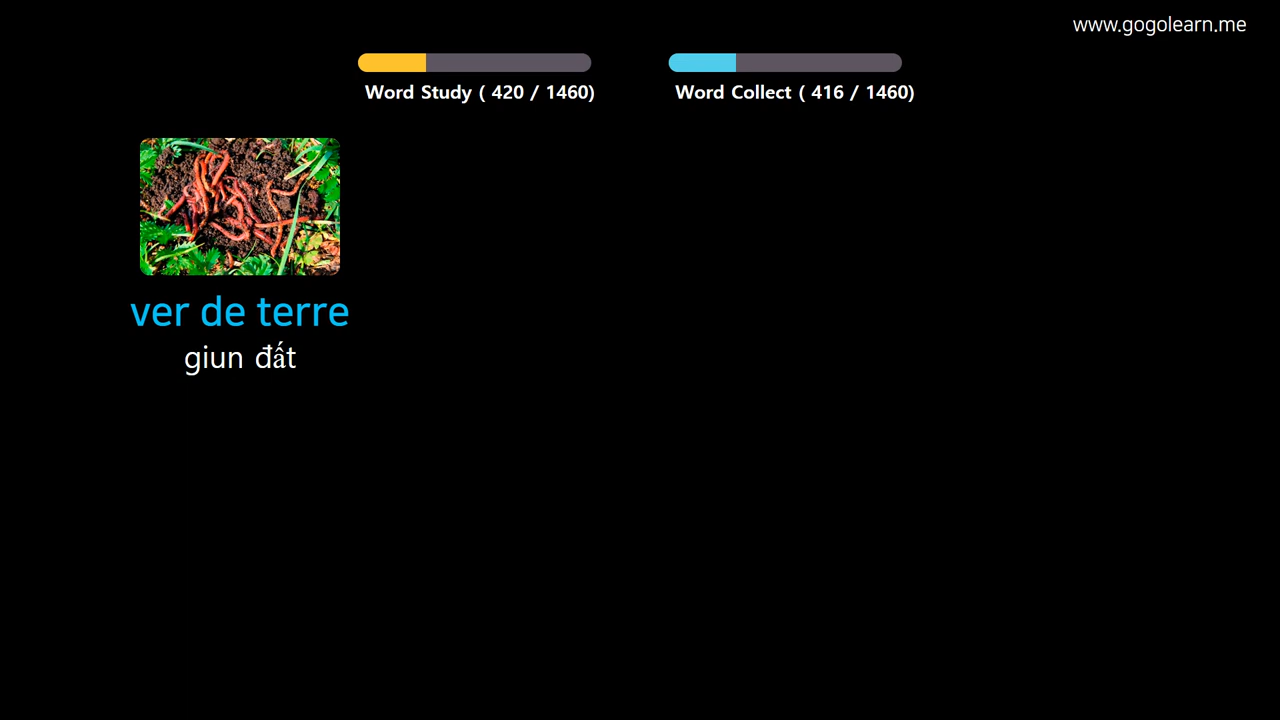 www.gogolearn.me
Word Study ( 420 / 1460)
Word Collect ( 416 / 1460)
ver de terre
giun đất